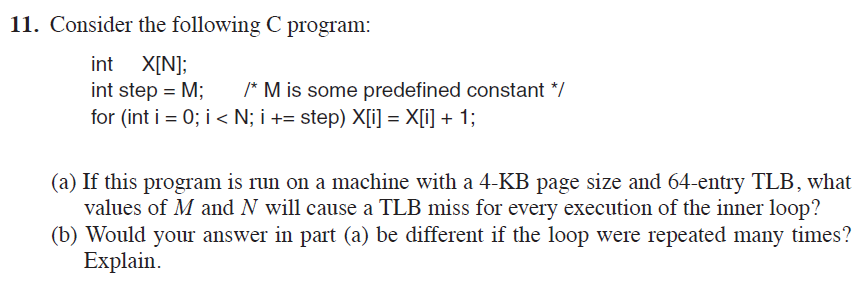 11. Consider the following C program:
int X[N];
int step = M; /* M is some predefined constant */
for (int i = 0; i < N; i += step) X[i] = X[i] + 1;
(a) If this program is run on a machine with a 4-KB page size and 64-entry TLB, what
values of M and N will cause a TLB miss for every execution of the inner loop?
(b) Would your answer in part (a) be different if the loop were repeated many times?
Explain.